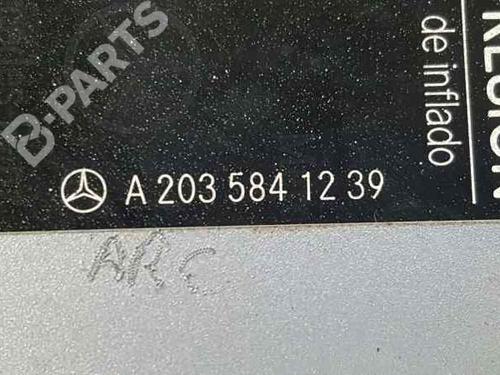 B-PARTS
de inflado
A 203 584 12 39
ARC